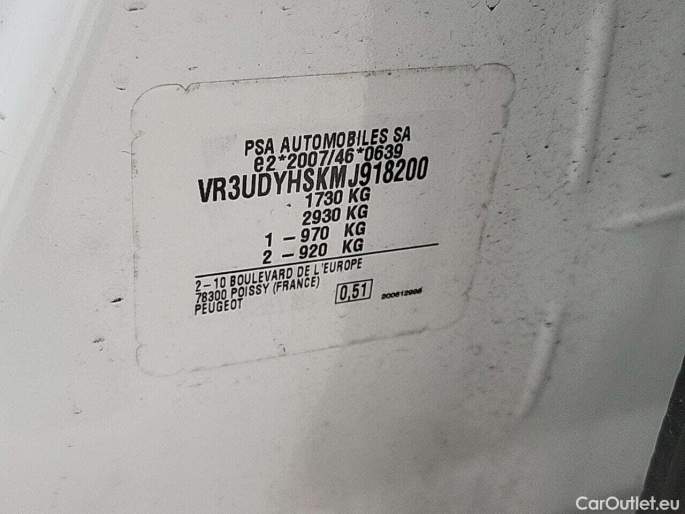 PSA AUTOMOBILES SA
e2*2007/46*0639
VR3UDYHSKMJ918200
1730 KG
2930 KG
1 – 970 KG
2 – 920 KG
2–10 BOULEVARD DE L'EUROPE
78300 POISSY (FRANCE)
PEUGEOT
0,51
CarOutlet.eu